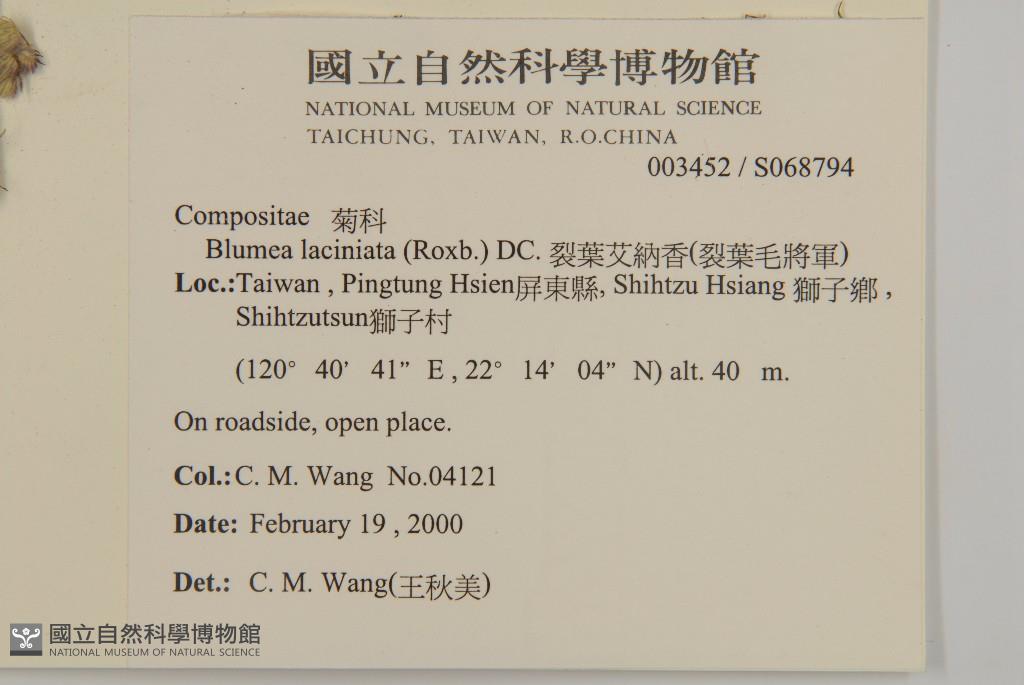 國立自然科學博物館
NATIONAL MUSEUM OF NATURAL SCIENCE
TAICHUNG, TAIWAN, R.O.CHINA
003452 / S068794
Compositae 菊科
Blumea laciniata (Roxb.) DC. 裂葉艾納香(裂葉毛將軍)
Loc.:Taiwan , Pingtung Hsien屏東縣, Shihtzu Hsiang 獅子鄉 ,
Shihtzutsun獅子村
(120° 40’ 41” E , 22° 14’ 04” N) alt. 40 m.
On roadside, open place.
Col.: C. M. Wang No.04121
Date: February 19 , 2000
Det.: C. M. Wang(王秋美)
國立自然科學博物館
NATIONAL MUSEUM OF NATURAL SCIENCE